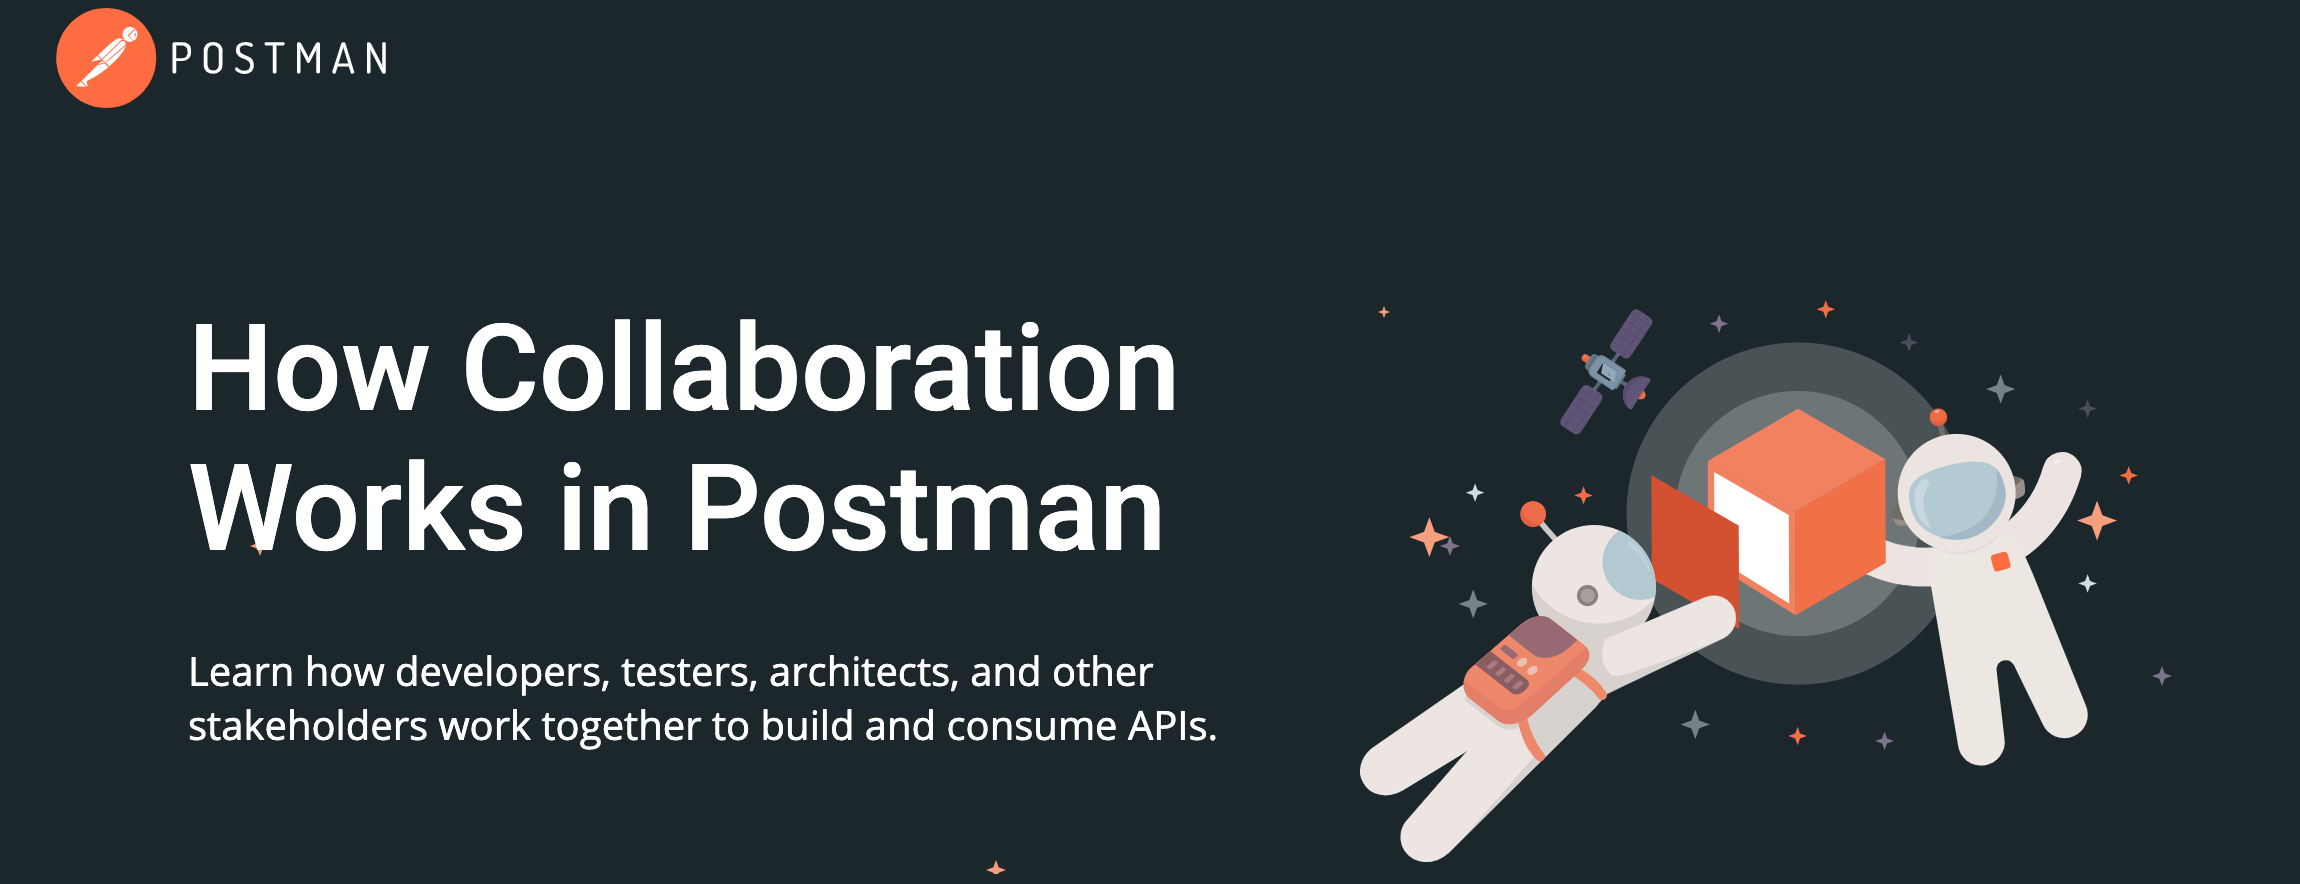 POSTMAN
How Collaboration
Works in Postman
Learn how developers, testers, architects, and other
stakeholders work together to build and consume APIs.